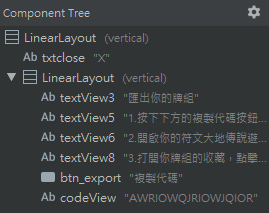 Component Tree
LinearLayout (vertical)
Ab txtclose "X"
LinearLayout (vertical)
Ab textView3 "匯出你的牌組"
Ab textView5 "1.按下下方的複製代碼按鈕...
Ab textView6 "2.開啟你的符文大地傳說遊...
Ab textView8 "3.打開你牌組的收藏，點擊...
btn_export "複製代碼"
Ab codeView "AWRIOWQJRIOWJQIOR"